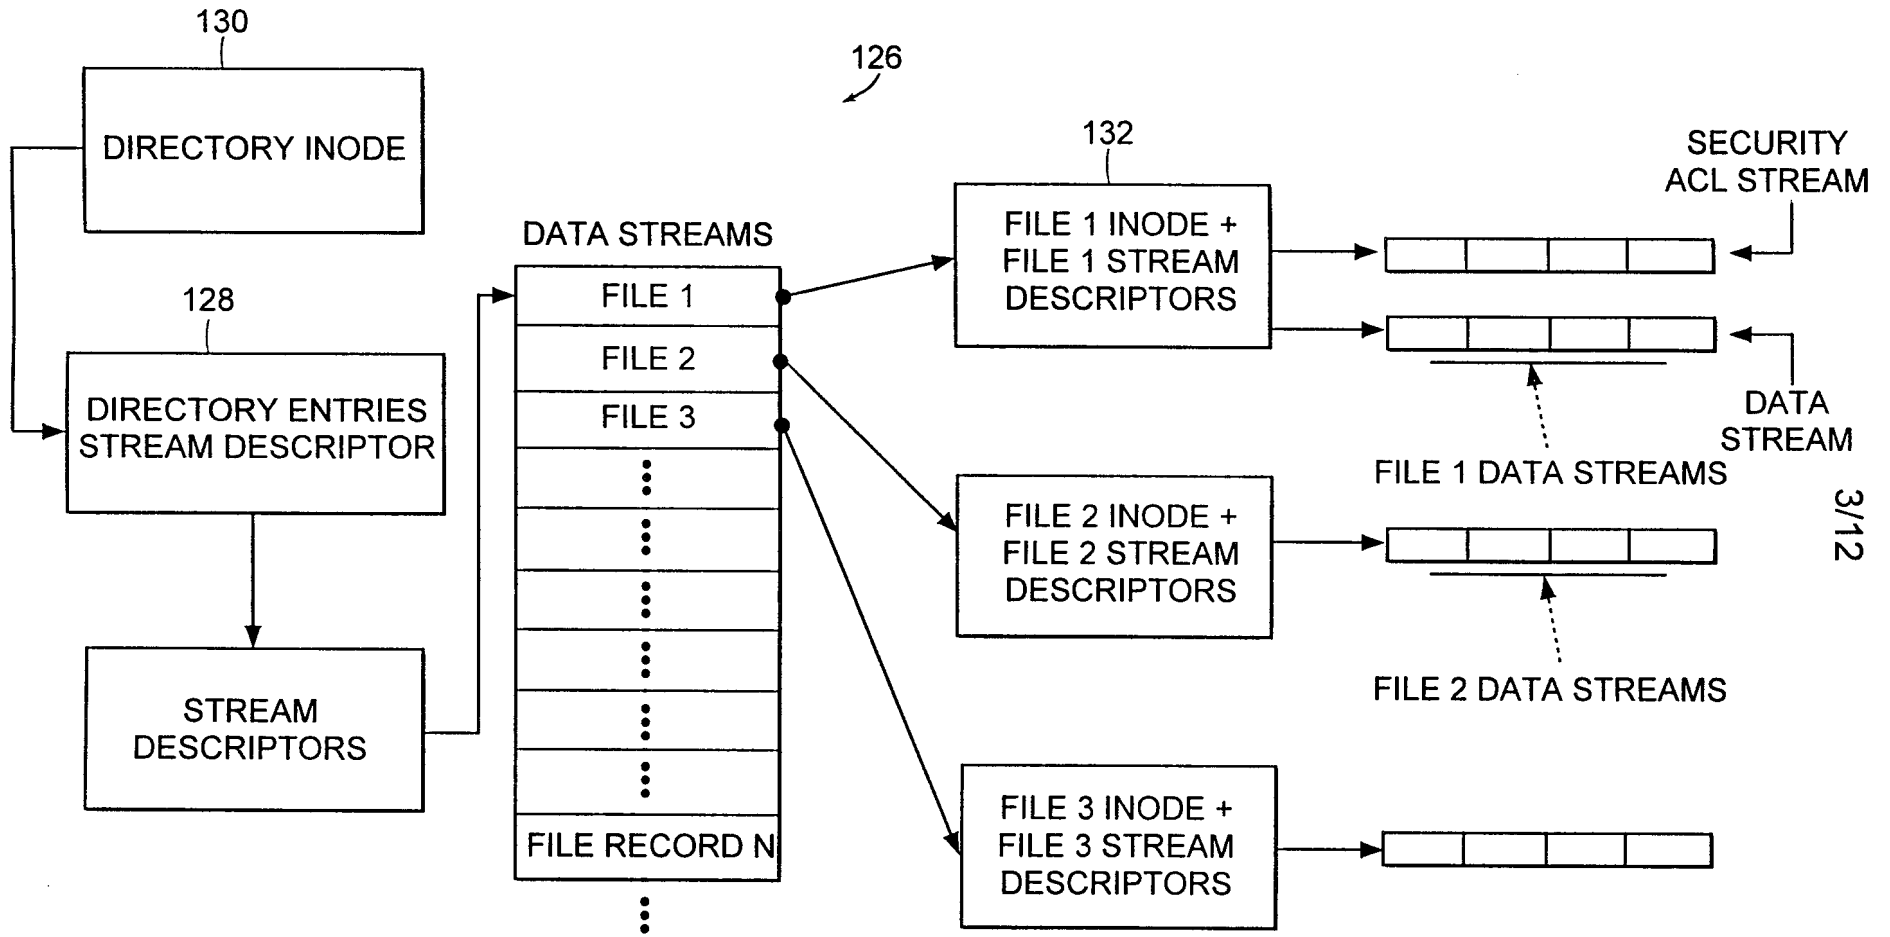 130
DIRECTORY INODE
128
DIRECTORY ENTRIES
STREAM DESCRIPTOR
STREAM
DESCRIPTORS
126
DATA STREAMS
FILE 1
FILE 2
FILE 3
FILE RECORD N
132
FILE 1 INODE +
FILE 1 STREAM
DESCRIPTORS
FILE 2 INODE +
FILE 2 STREAM
DESCRIPTORS
FILE 3 INODE +
FILE 3 STREAM
DESCRIPTORS
SECURITY
ACL STREAM
DATA
STREAM
FILE 1 DATA STREAMS
FILE 2 DATA STREAMS
3/12